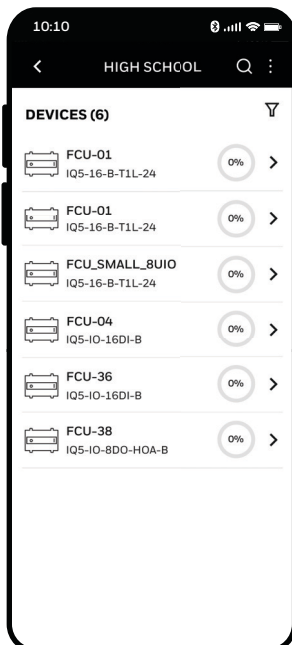 10:10
HIGH SCHOOL
DEVICES (6)
FCU-01
IQ5-16-B-T1L-24
0%
FCU-01
IQ5-16-B-T1L-24
0%
FCU_SMALL_8UIO
IQ5-16-B-T1L-24
0%
FCU-04
IQ5-IO-16DI-B
0%
FCU-36
IQ5-IO-16DI-B
0%
FCU-38
IQ5-IO-8DO-HOA-B
0%